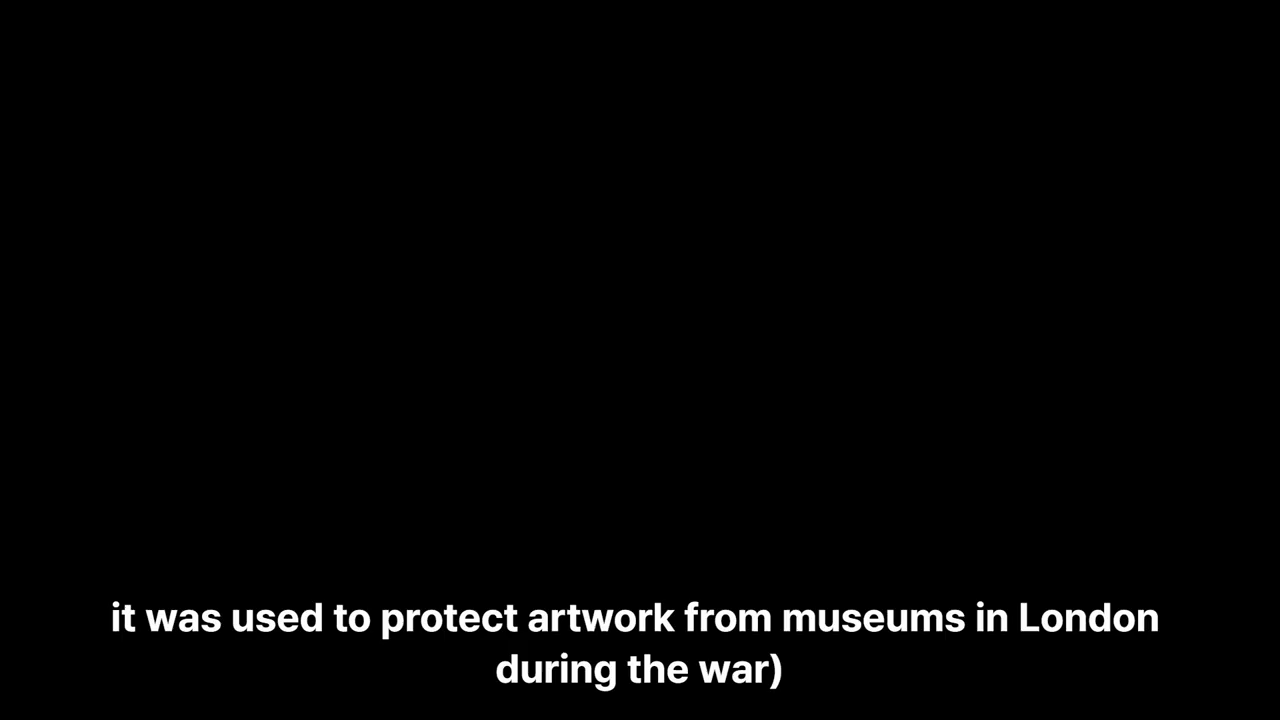 it was used to protect artwork from museums in London
during the war)